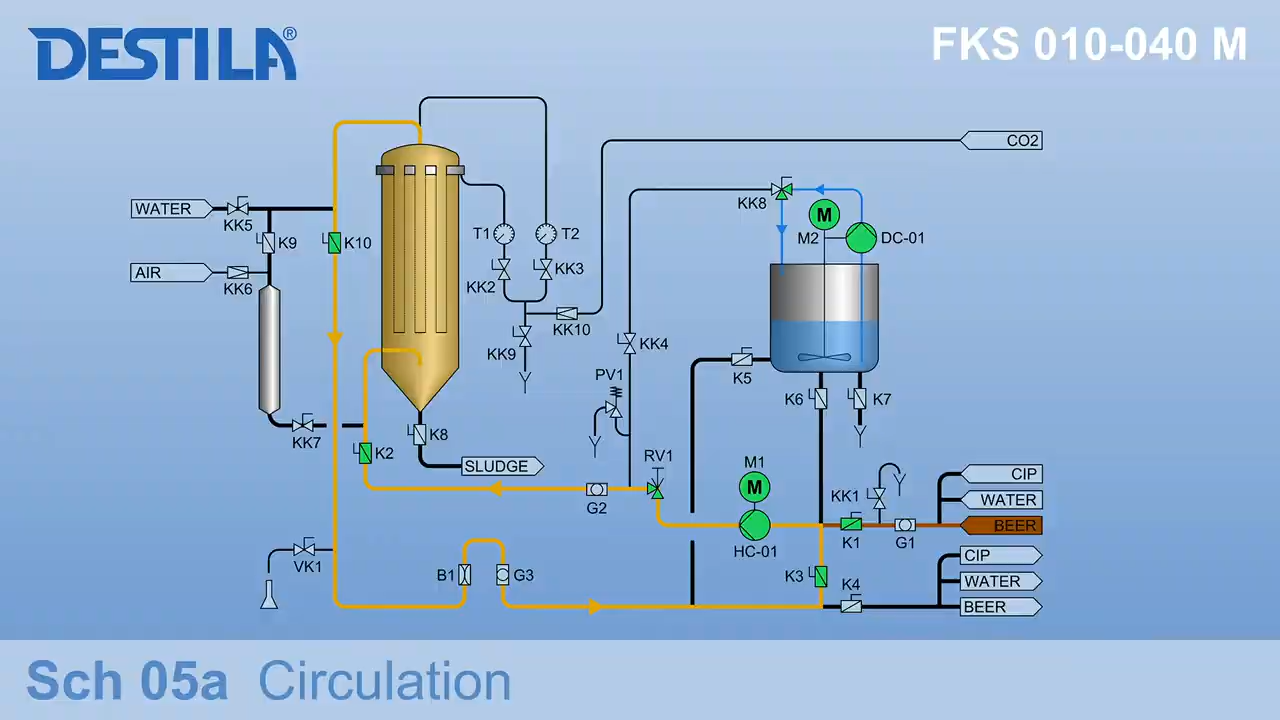 DESTILA®
FKS 010-040 M
CO2
WATER
KK5
KK8
M
M2
DC-01
K9
K10
T1
T2
AIR
KK6
KK2
KK3
KK10
KK9
KK4
K5
PV1
K6
K7
KK7
K8
K2
SLUDGE
RV1
M1
M
CIP
KK1
WATER
G2
BEER
HC-01
K1
G1
VK1
B1
G3
K3
K4
CIP
WATER
BEER
Sch 05a Circulation